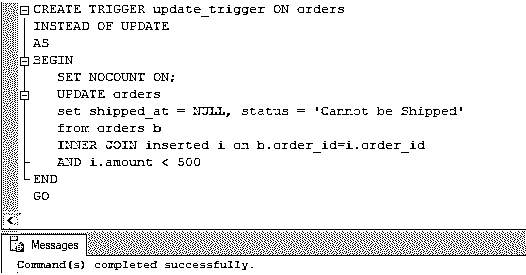 CREATE TRIGGER update_trigger ON orders
INSTEAD OF UPDATE
AS
BEGIN
SET NOCOUNT ON;
UPDATE orders
set shipped_at = NULL, status = 'Cannot be Shipped'
from orders b
INNER JOIN inserted i on b.order_id=i.order_id
AND i.amount < 500
END
GO
Messages
Command(s) completed successfully.